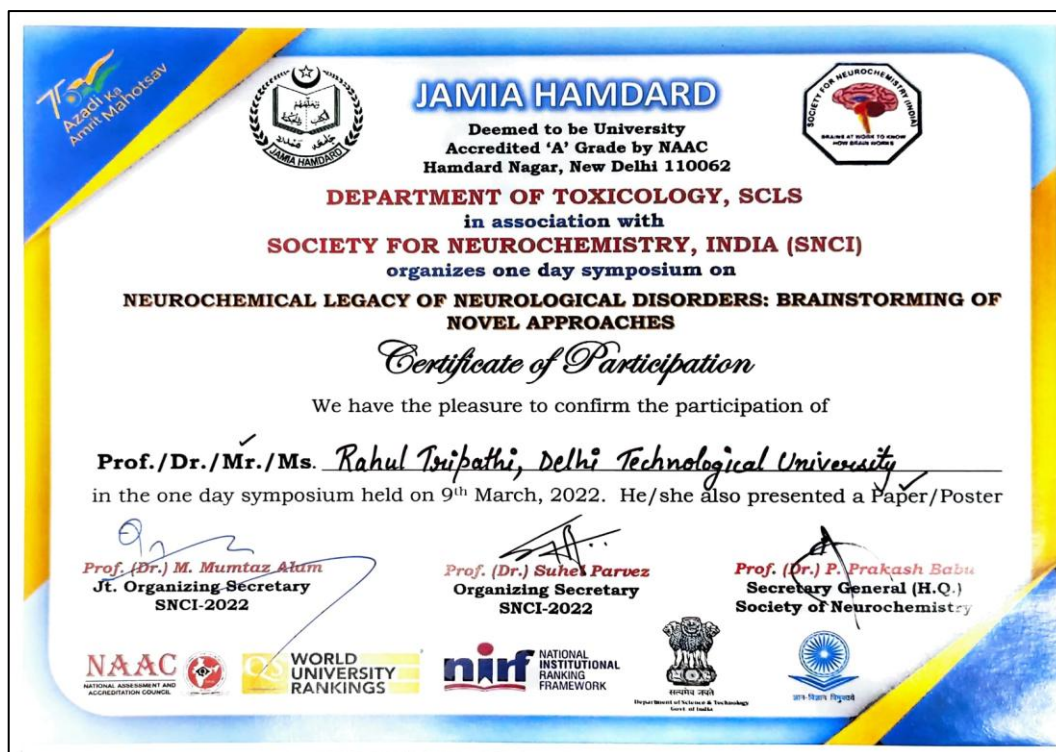 Azadi Ka
Amrit Mahotsav
JAMIA HAMDARD
JAMIA HAMDARD
Deemed to be University
Accredited ‘A’ Grade by NAAC
Hamdard Nagar, New Delhi 110062
SOCIETY FOR NEUROCHEMISTRY (INDIA)
BRAINS AT WORK TO KNOW
HOW BRAIN WORKS
DEPARTMENT OF TOXICOLOGY, SCLS
in association with
SOCIETY FOR NEUROCHEMISTRY, INDIA (SNCI)
organizes one day symposium on
NEUROCHEMICAL LEGACY OF NEUROLOGICAL DISORDERS: BRAINSTORMING OF
NOVEL APPROACHES
Certificate of Participation
We have the pleasure to confirm the participation of
Prof./Dr./Mr./Ms. Rahul Tripathi, Delhi Technological University
in the one day symposium held on 9th March, 2022. He/she also presented a Paper/Poster
Prof. (Dr.) M. Mumtaz Alam
Jt. Organizing Secretary
SNCI-2022
Prof. (Dr.) Suhel Parvez
Organizing Secretary
SNCI-2022
Prof. (Dr.) P. Prakash Babu
Secretary General (H.Q.)
Society of Neurochemistry
NAAC
NATIONAL ASSESSMENT AND
ACCREDITATION COUNCIL
QS
WORLD
UNIVERSITY
RANKINGS
nirf
NATIONAL
INSTITUTIONAL
RANKING
FRAMEWORK
सत्यमेव जयते
Department of Science & Technology
Govt. of India
ज्ञान-विज्ञान विमुक्तये